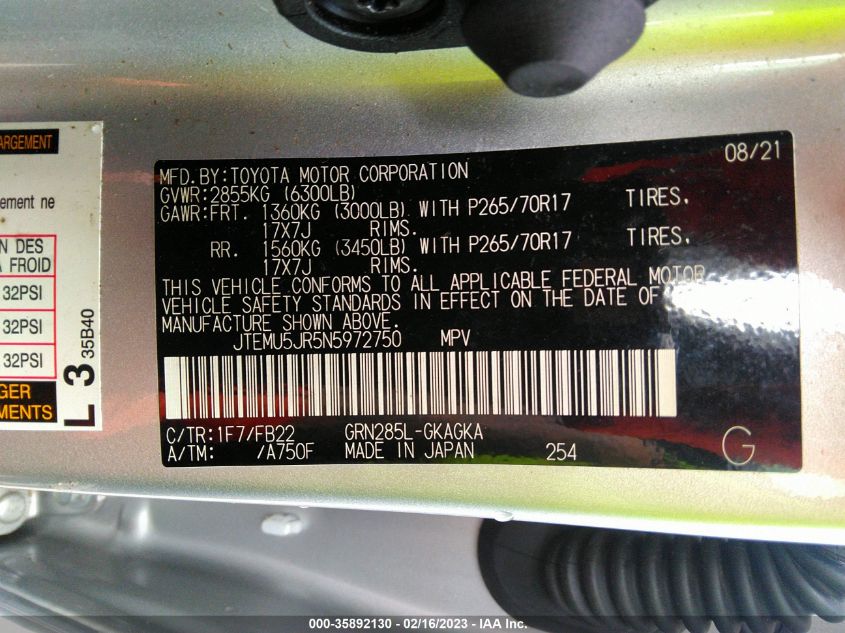 ARGEMENT
ement ne
N DES
A FROID
32PSI
32PSI
32PSI
GER
MENTS
L 3 35B40
08/21
MFD.BY:TOYOTA MOTOR CORPORATION
GVWR:2855KG (6300LB)
GAWR:FRT. 1360KG (3000LB) WITH P265/70R17 TIRES.
17X7J RIMS.
RR. 1560KG (3450LB) WITH P265/70R17 TIRES.
17X7J RIMS.
THIS VEHICLE CONFORMS TO ALL APPLICABLE FEDERAL MOTOR
VEHICLE SAFETY STANDARDS IN EFFECT ON THE DATE OF
MANUFACTURE SHOWN ABOVE.
JTEMU5JR5N5972750 MPV
C/TR:1F7/FB22 GRN285L-GKAGKA
A/TM: /A750F MADE IN JAPAN 254 G
000-35892130 - 02/16/2023 - IAA Inc.